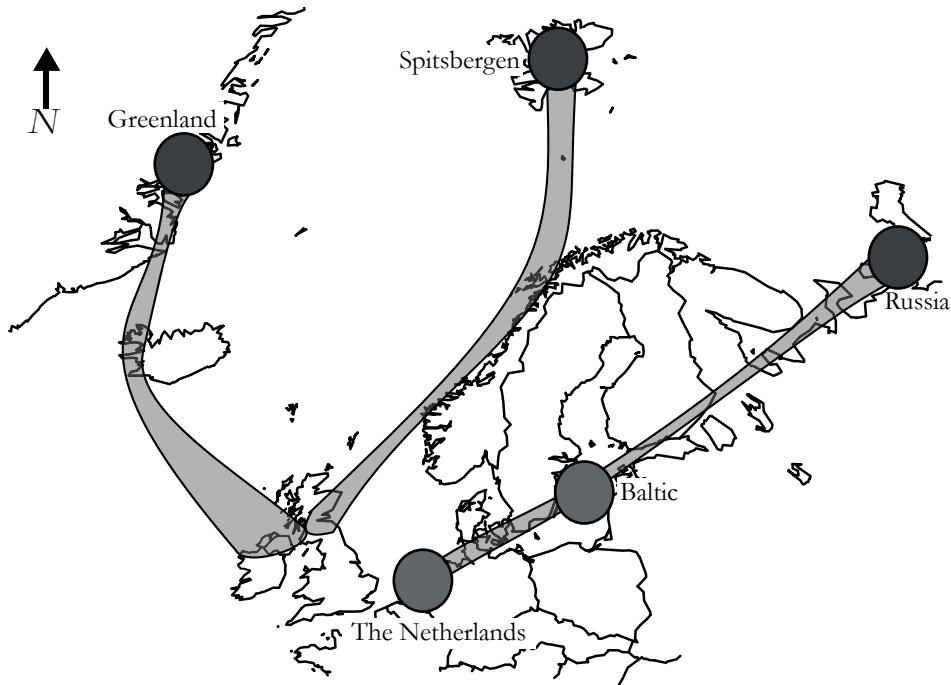 Spitsbergen
N
Greenland
Russia
Baltic
The Netherlands